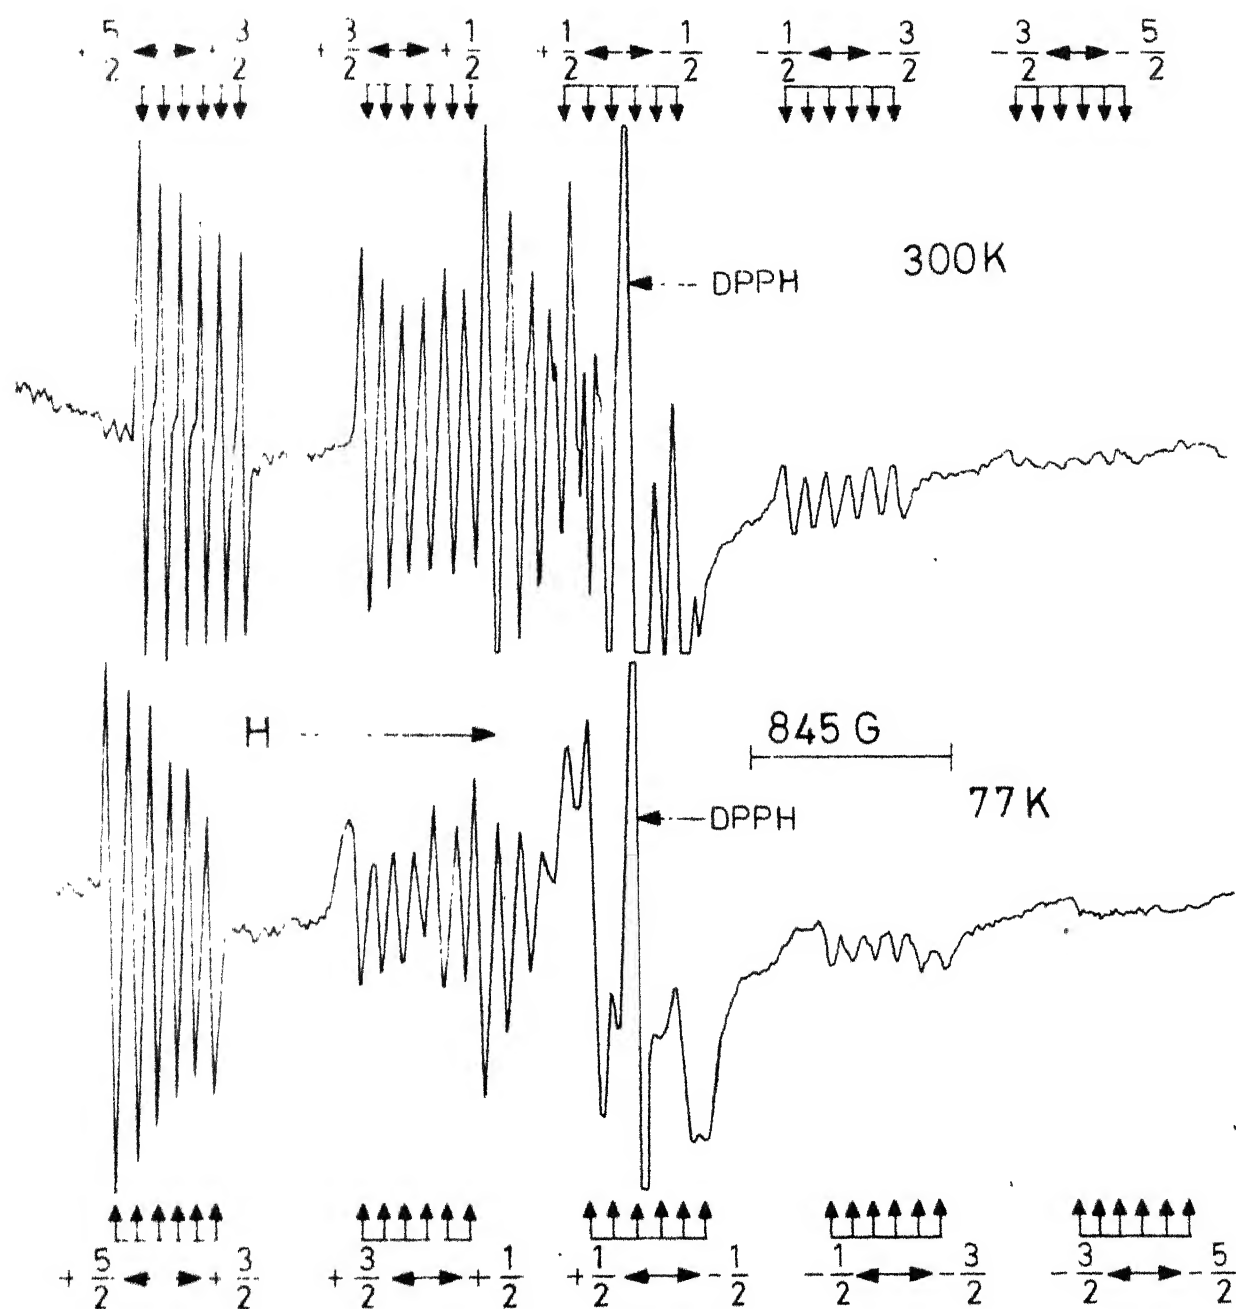 + 5/2 ↔ + 3/2 + 3/2 ↔ + 1/2 + 1/2 ↔ - 1/2 - 1/2 ↔ - 3/2 - 3/2 ↔ - 5/2
300K
DPPH
H
845 G
77K
DPPH
+ 5/2 ↔ + 3/2 + 3/2 ↔ + 1/2 + 1/2 ↔ - 1/2 - 1/2 ↔ - 3/2 - 3/2 ↔ - 5/2